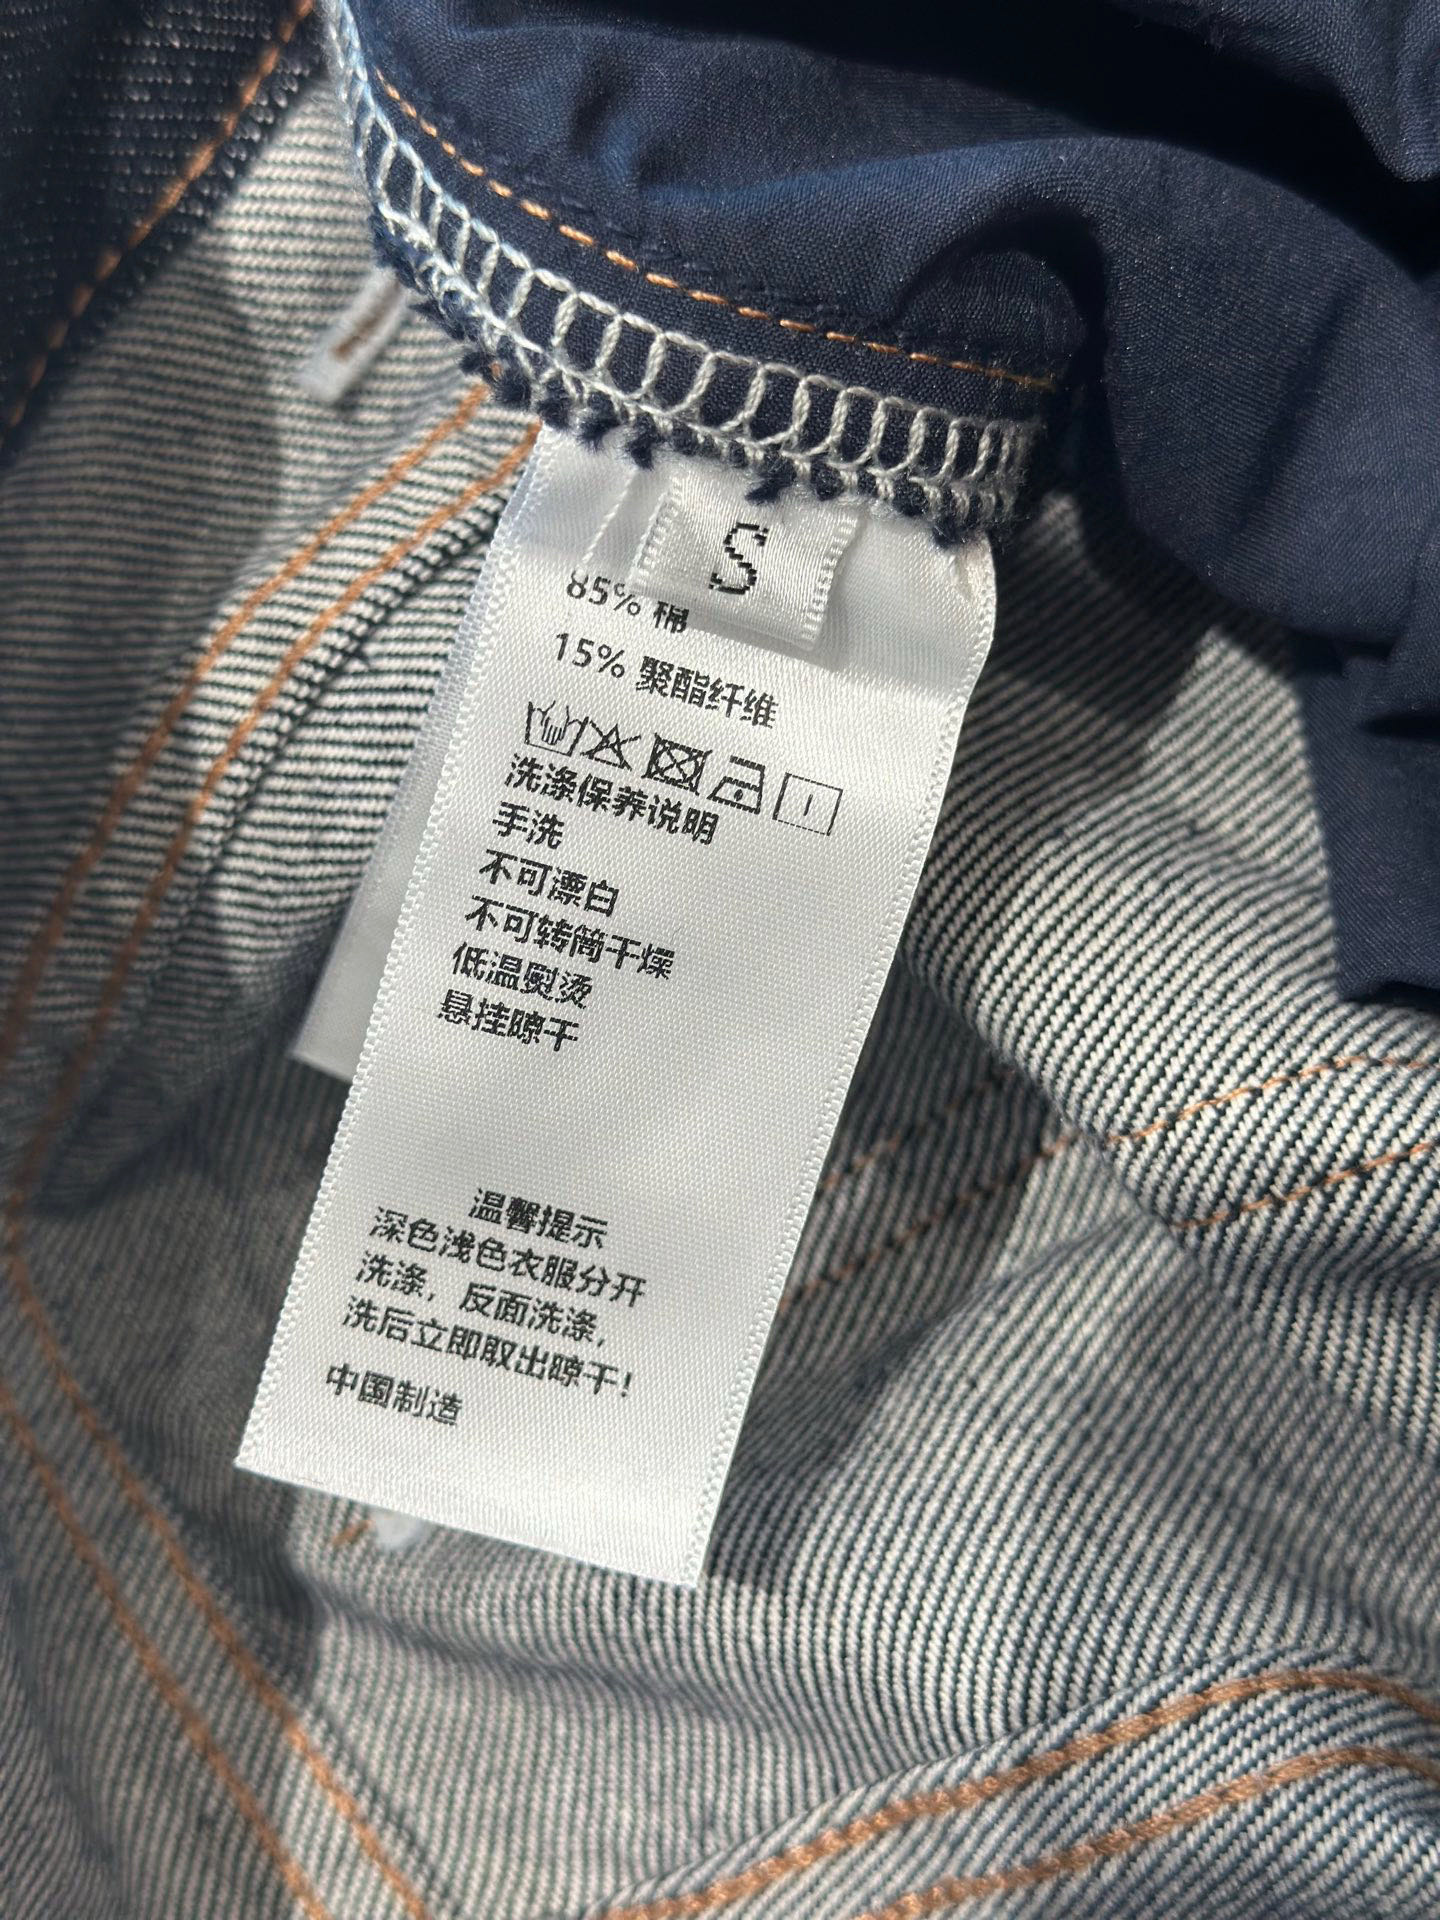 S
85% 棉
15% 聚酯纤维
洗涤保养说明
手洗
不可漂白
不可转筒干燥
低温熨烫
悬挂晾干
温馨提示
深色浅色衣服分开
洗涤，反面洗涤，
洗后立即取出晾干！
中国制造